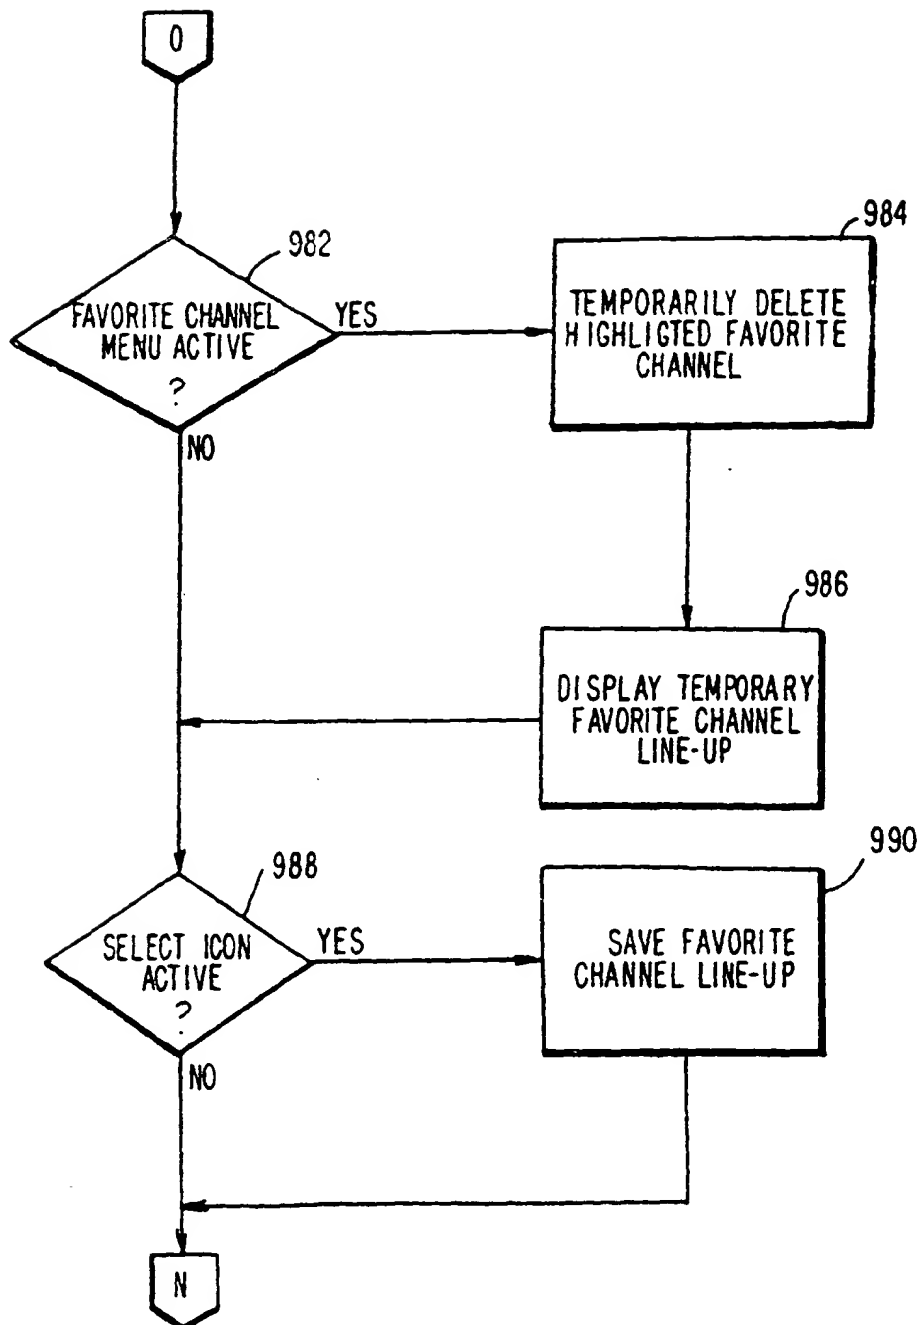 O
982
FAVORITE CHANNEL
MENU ACTIVE
?
YES
NO
984
TEMPORARILY DELETE
HIGHLIGTED FAVORITE
CHANNEL
986
DISPLAY TEMPORARY
FAVORITE CHANNEL
LINE-UP
988
SELECT ICON
ACTIVE
?
YES
NO
990
SAVE FAVORITE
CHANNEL LINE-UP
N